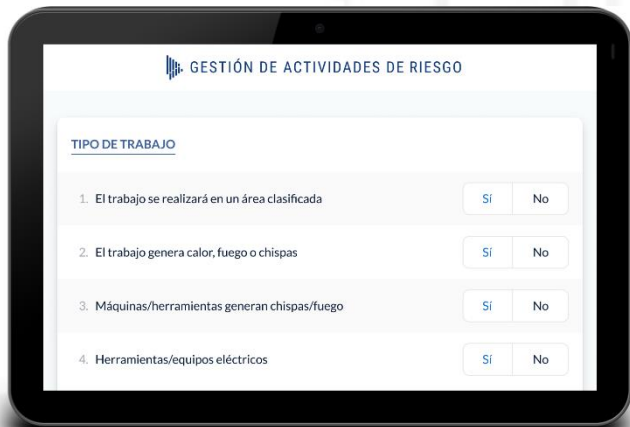 GESTIÓN DE ACTIVIDADES DE RIESGO
TIPO DE TRABAJO
1. El trabajo se realizará en un área clasificada Sí No
2. El trabajo genera calor, fuego o chispas Sí No
3. Máquinas/herramientas generan chispas/fuego Sí No
4. Herramientas/equipos eléctricos Sí No